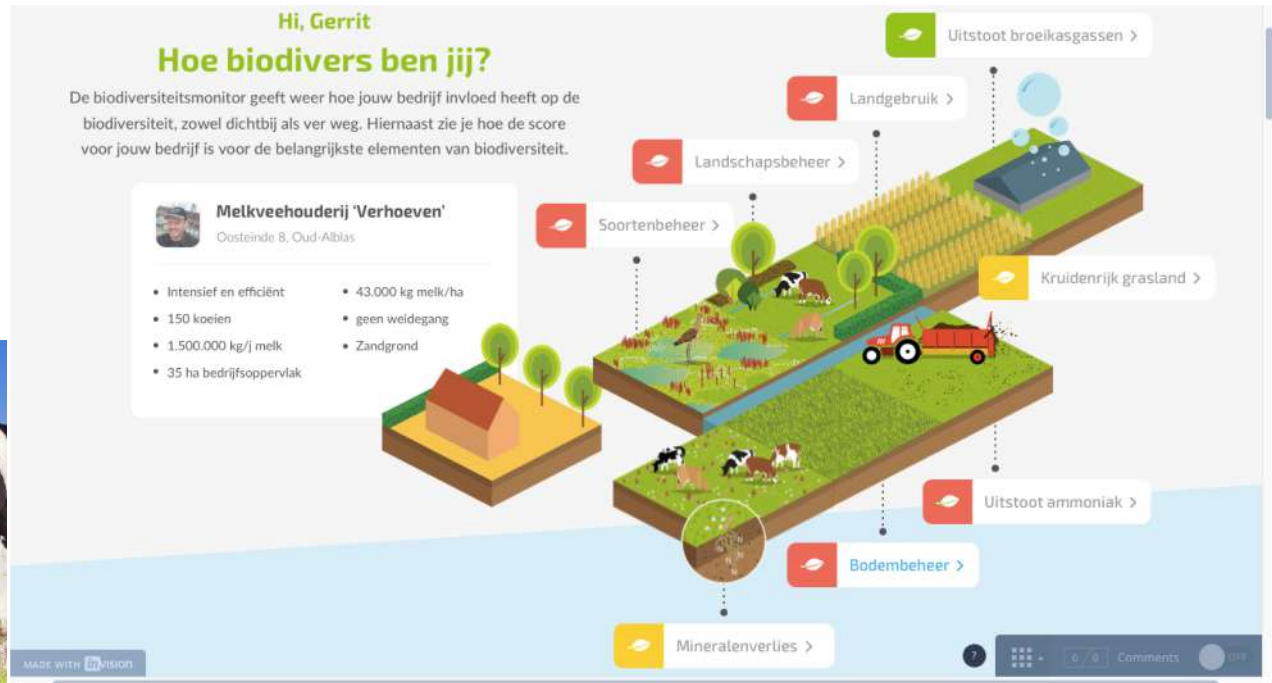 Hi, Gerrit
Hoe biodivers ben jij?
De biodiversiteitsmonitor geeft weer hoe jouw bedrijf invloed heeft op de
biodiversiteit, zowel dichtbij als ver weg. Hiernaast zie je hoe de score
voor jouw bedrijf is voor de belangrijkste elementen van biodiversiteit.
Melkveehouderij 'Verhoeven'
Oosteinde 8, Oud-Alblas
• Intensief en efficiënt
• 150 koeien
• 1.500.000 kg/j melk
• 35 ha bedrijfsoppervlak
• 43.000 kg melk/ha
• geen weidegang
• Zandgrond
Uitstoot broeikasgassen >
Landgebruik >
Landschapsbeheer >
Soortenbeheer >
Kruidenrijk grasland >
Uitstoot ammoniak >
Bodembeheer >
Mineralenverlies >
MADE WITH invision
?
0/0 Comments OFF